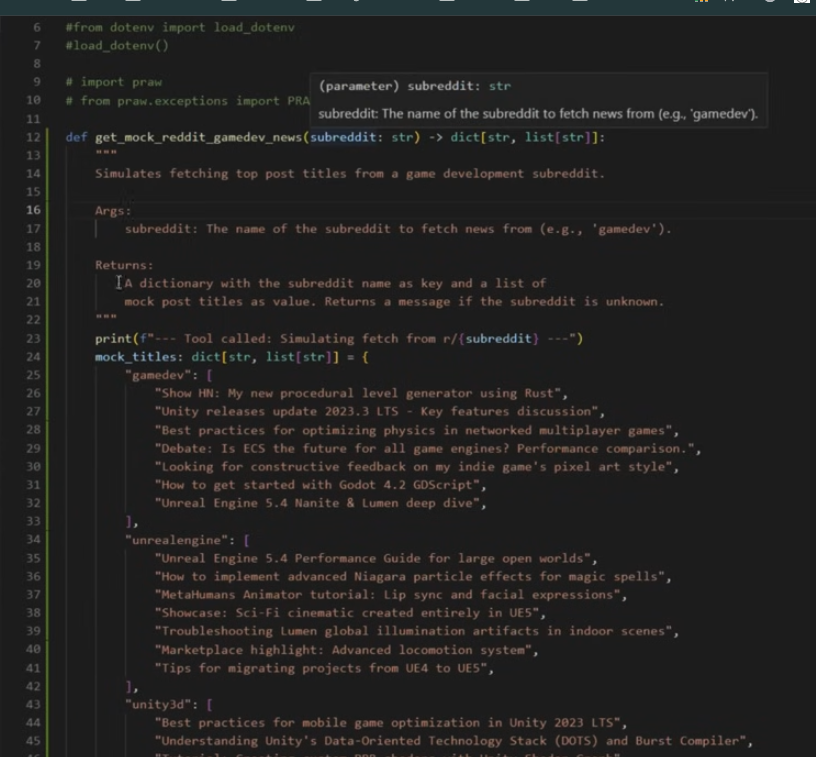 6 #from dotenv import load_dotenv
7 #load_dotenv()
8
9 # import praw
10 # from praw.exceptions import PRA
(parameter) subreddit: str
subreddit: The name of the subreddit to fetch news from (e.g., 'gamedev').
11
12 def get_mock_reddit_gamedev_news(subreddit: str) -> dict[str, list[str]]:
13 """
14 Simulates fetching top post titles from a game development subreddit.
15
16 Args:
17 subreddit: The name of the subreddit to fetch news from (e.g., 'gamedev').
18
19 Returns:
20 A dictionary with the subreddit name as key and a list of
21 mock post titles as value. Returns a message if the subreddit is unknown.
22 """
23 print(f"--- Tool called: Simulating fetch from r/{subreddit} ---")
24 mock_titles: dict[str, list[str]] = {
25 "gamedev": [
26 "Show HN: My new procedural level generator using Rust",
27 "Unity releases update 2023.3 LTS - Key features discussion",
28 "Best practices for optimizing physics in networked multiplayer games",
29 "Debate: Is ECS the future for all game engines? Performance comparison.",
30 "Looking for constructive feedback on my indie game's pixel art style",
31 "How to get started with Godot 4.2 GDScript",
32 "Unreal Engine 5.4 Nanite & Lumen deep dive",
33 ],
34 "unrealengine": [
35 "Unreal Engine 5.4 Performance Guide for large open worlds",
36 "How to implement advanced Niagara particle effects for magic spells",
37 "MetaHumans Animator tutorial: Lip sync and facial expressions",
38 "Showcase: Sci-Fi cinematic created entirely in UE5",
39 "Troubleshooting Lumen global illumination artifacts in indoor scenes",
40 "Marketplace highlight: Advanced locomotion system",
41 "Tips for migrating projects from UE4 to UE5",
42 ],
43 "unity3d": [
44 "Best practices for mobile game optimization in Unity 2023 LTS",
45 "Understanding Unity's Data-Oriented Technology Stack (DOTS) and Burst Compiler",